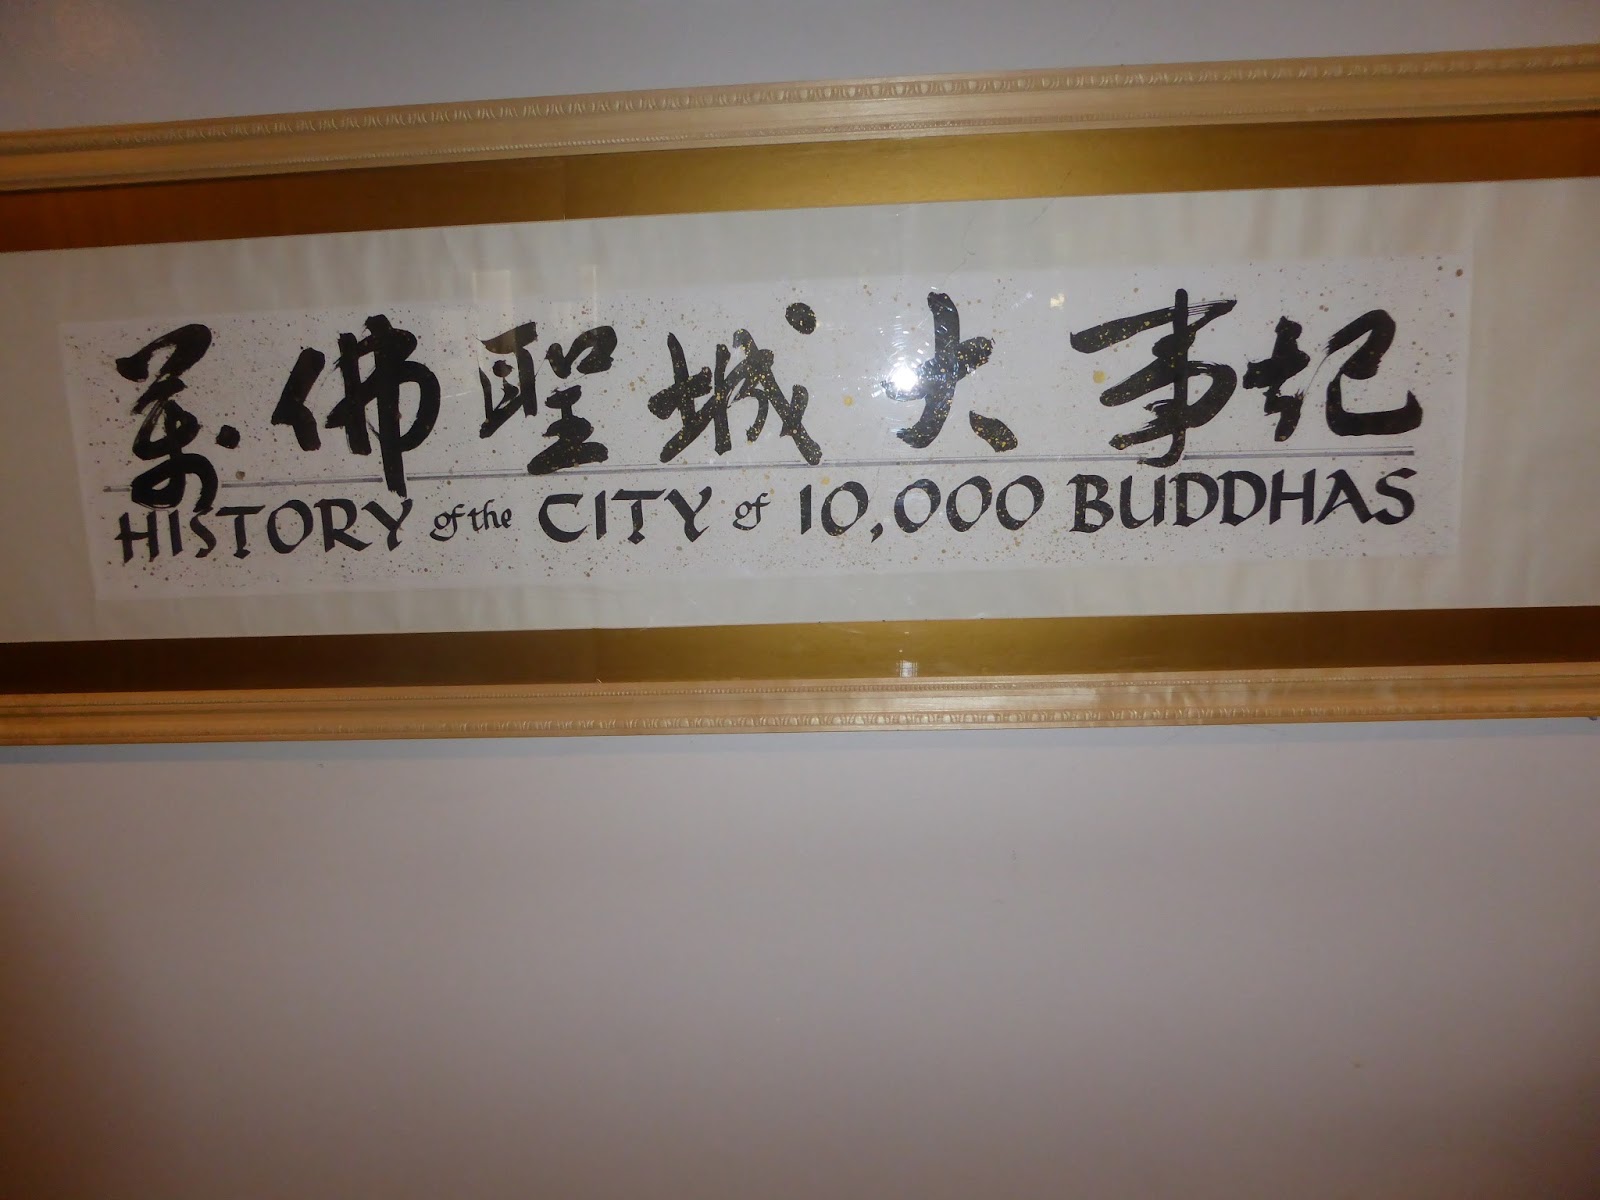 萬佛聖城大事記
HISTORY of the CITY of 10,000 BUDDHAS